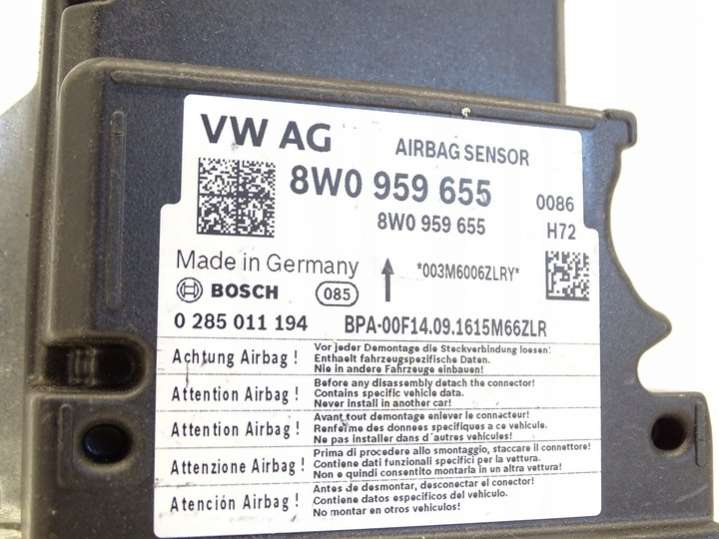 VW AG
AIRBAG SENSOR
8W0 959 655
0086
8W0 959 655
H72
Made in Germany
*003M6006ZLRY*
BOSCH
085
0 285 011 194
BPA-00F14.09.1615M66ZLR
Achtung Airbag !
Vor jeder Demontage die Steckverbindung loesen!
Enthaelt fahrzeugspezifische Daten.
Nie in andere Fahrzeuge einbauen!
Attention Airbag !
Before any disassembly detach the connector!
Contains specific vehicle data.
Never install in another car!
Attention Airbag !
Avant tout demontage enlever le connecteur!
Renferme des donnees specifiques a ce vehicule.
Ne pas installer dans d'autres vehicules!
Attenzione Airbag !
Prima di procedere allo smontaggio, staccare il connettore!
Contiene dati funzionali specifici per la vettura.
Non e quindi consentito montarla in un altra vettura!
Atención Airbag !
Antes de desmontar, desconectar el conector!
Contiene datos especificos del vehiculo.
No montar en otros vehiculos!